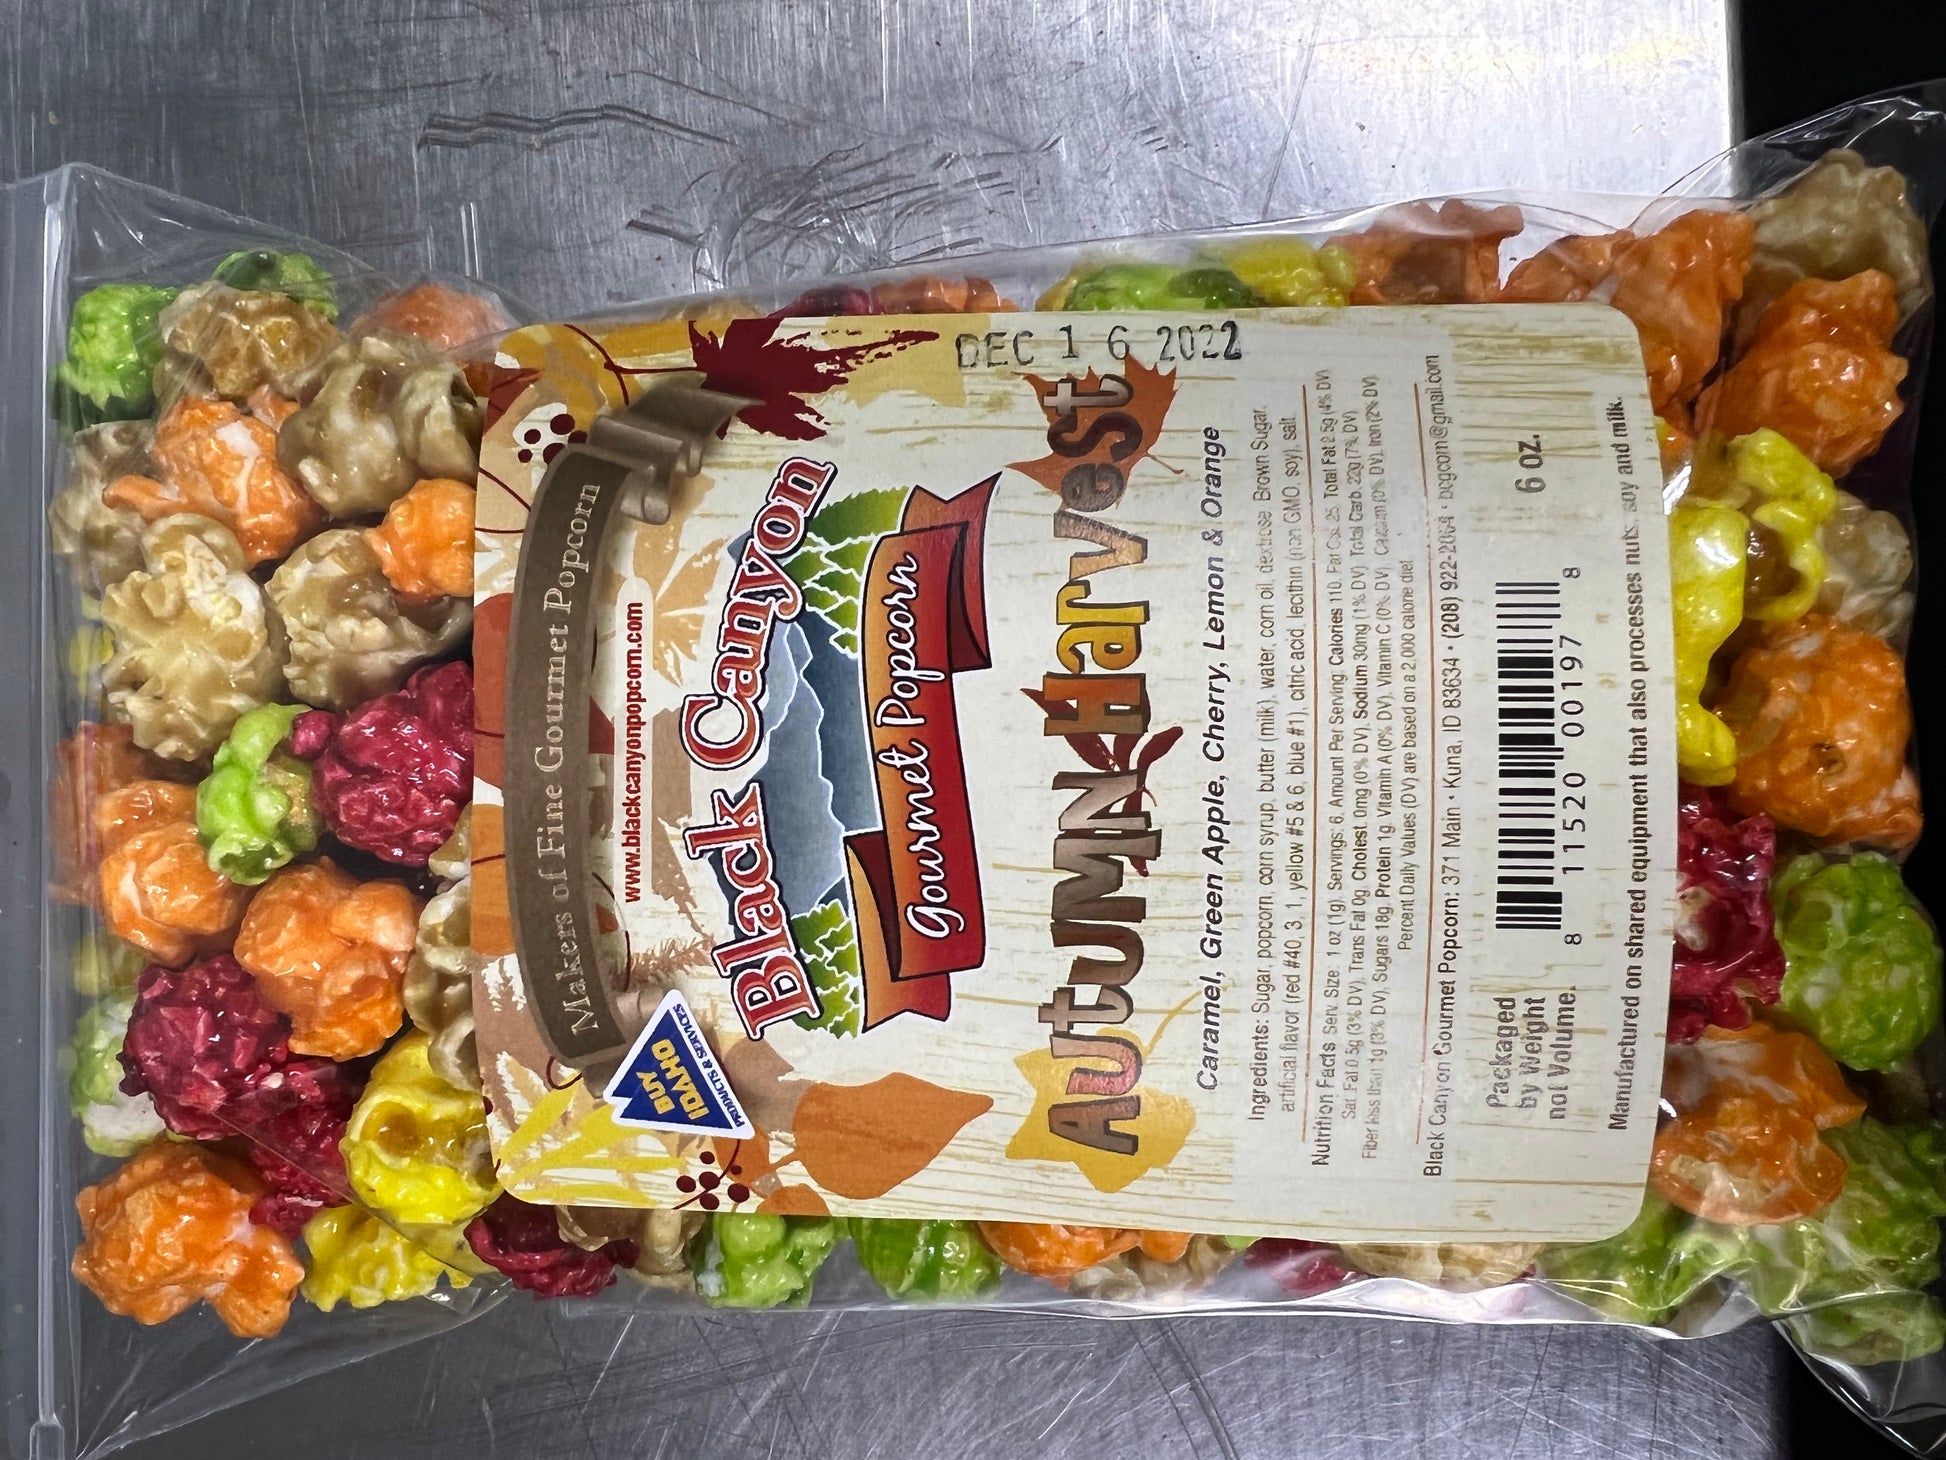 Makers of Fine Gourmet Popcorn
www.blackcanyonpopcorn.com
BUY
IDAHO
PRODUCTS & SERVICES
Black Canyon
Gourmet Popcorn
DEC 16 2022
Autumn Harvest
Caramel, Green Apple, Cherry, Lemon & Orange
Ingredients: Sugar, popcorn, corn syrup, butter (milk), water, corn oil, dextrose Brown Sugar,
artificial flavor (red #40, 3, 1, yellow #5 & 6, blue #1), citric acid, lecithin (non GMO, soy), salt
Nutrition Facts Serv. Size: 1 oz (1g), Servings: 6, Amount Per Serving: Calories 110, Fat Cal. 25, Total Fat 2.5g (4% DV)
Sat. Fat 0.5g (3% DV), Trans Fat 0g, Cholest. 0mg (0% DV), Sodium 30mg (1% DV), Total Carb. 22g (7% DV)
Fiber less than 1g (3% DV), Sugars 18g, Protein 1g, Vitamin A (0% DV), Vitamin C (0% DV), Calcium (0% DV), Iron (2% DV)
Percent Daily Values (DV) are based on a 2,000 calorie diet
Black Canyon Gourmet Popcorn: 371 Main • Kuna, ID 83634 • (208) 922-2064 • bcgcorn@gmail.com
Packaged
by Weight
not Volume.
8 11520 00197 8
6 oz.
Manufactured on shared equipment that also processes nuts, soy and milk.